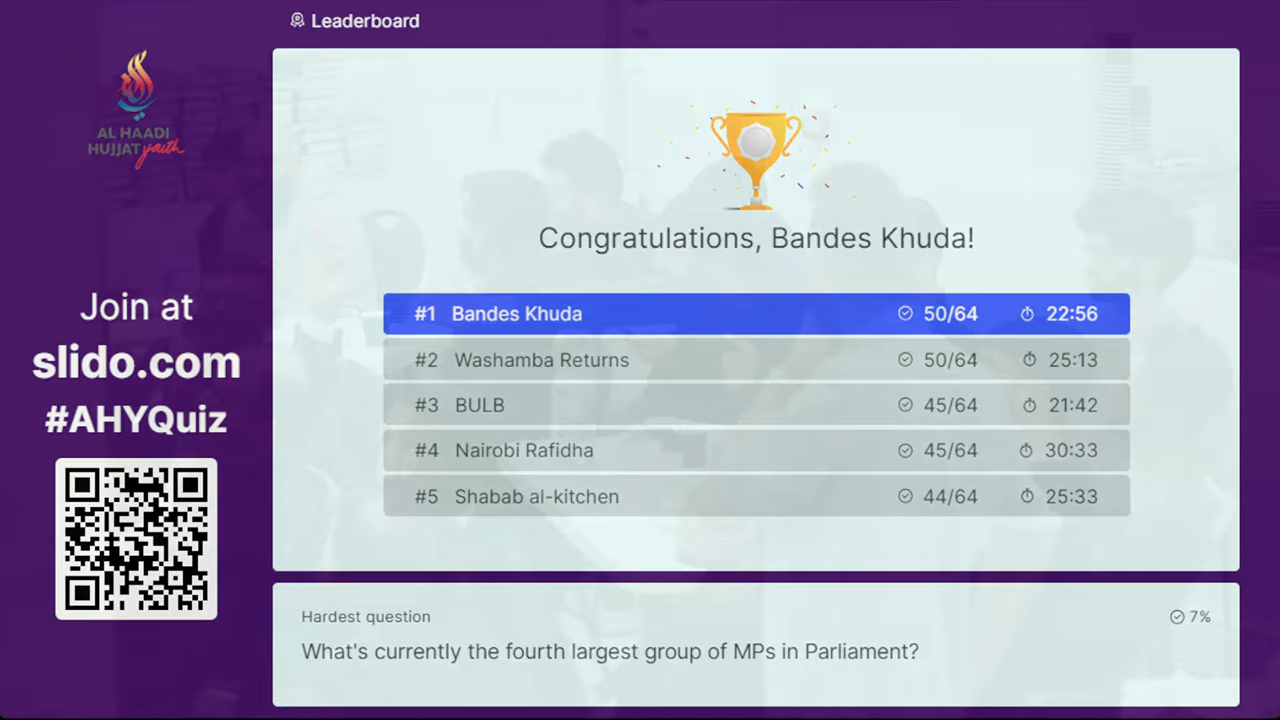 Leaderboard
AL HAADI
HUJJAT youth
Join at
slido.com
#AHYQuiz
Congratulations, Bandes Khuda!
#1 Bandes Khuda 50/64 22:56
#2 Washamba Returns 50/64 25:13
#3 BULB 45/64 21:42
#4 Nairobi Rafidha 45/64 30:33
#5 Shabab al-kitchen 44/64 25:33
Hardest question 7%
What's currently the fourth largest group of MPs in Parliament?